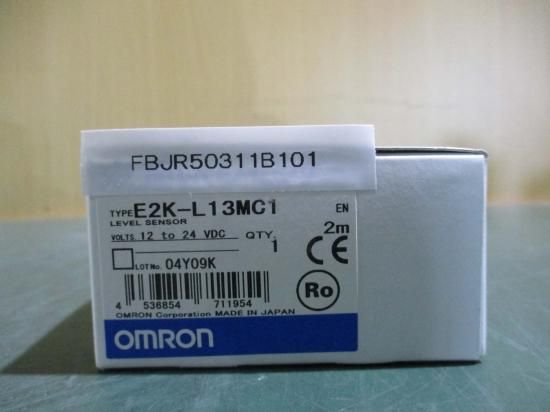 FBJR50311B101
TYPE E2K-L13MC1 EN
LEVEL SENSOR 2m
VOLTS 12 to 24 VDC QTY. 1
LOT No. 04Y09K
CE
Ro
4 536854 711954
OMRON Corporation MADE IN JAPAN
OMRON